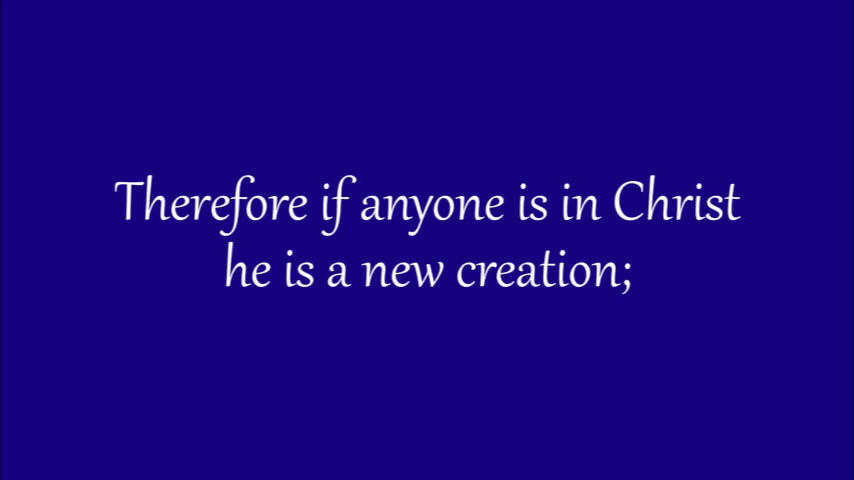 Therefore if anyone is in Christ
he is a new creation;